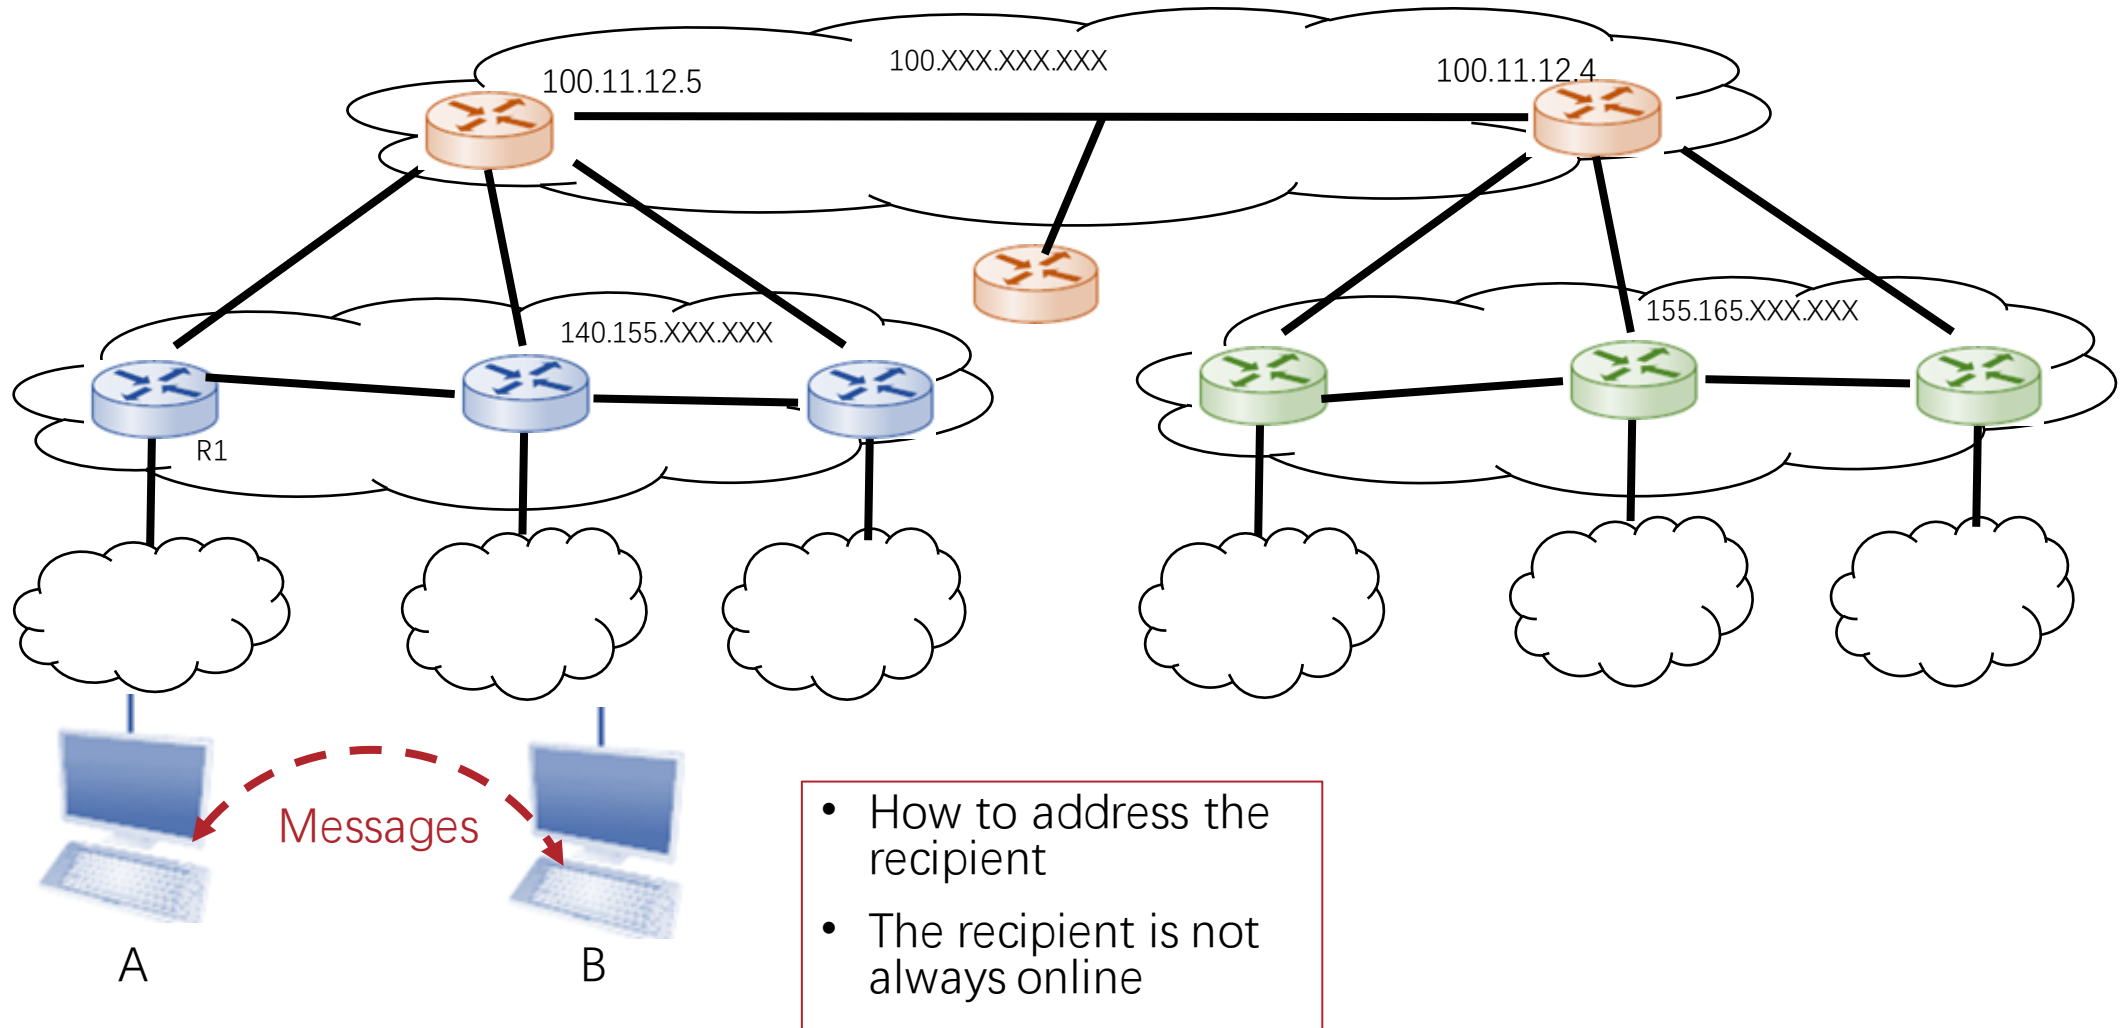 100.XXX.XXX.XXX
100.11.12.5
100.11.12.4
140.155.XXX.XXX
155.165.XXX.XXX
R1
Messages
A
B
• How to address the
recipient
• The recipient is not
always online